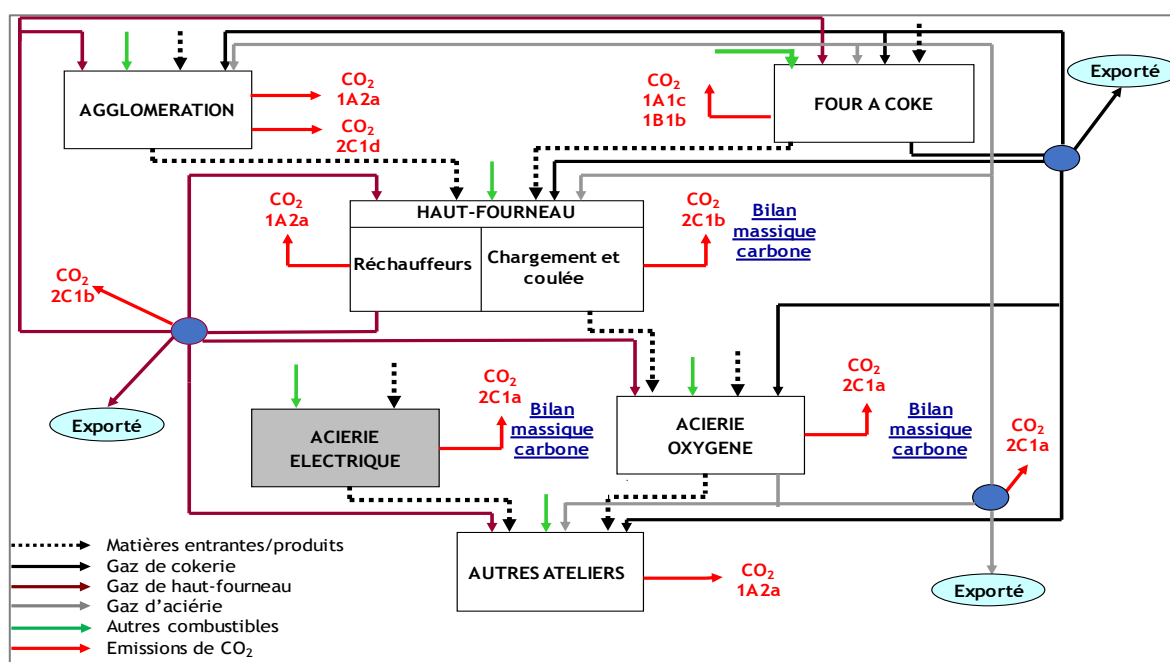 AGGLOMERATION
CO₂
1A2a
CO₂
2C1d
CO₂
1A1c
1B1b
FOUR A COKE
Exporté
HAUT-FOURNEAU
Réchauffeurs
Chargement et
coulée
CO₂
1A2a
CO₂
2C1b
Bilan
massique
carbone
CO₂
2C1b
Exporté
ACIERIE
ELECTRIQUE
CO₂
2C1a
Bilan
massique
carbone
ACIERIE
OXYGENE
CO₂
2C1a
Bilan
massique
carbone
CO₂
2C1a
Exporté
AUTRES ATELIERS
CO₂
1A2a
Matières entrantes/produits
Gaz de cokerie
Gaz de haut-fourneau
Gaz d'aciérie
Autres combustibles
Emissions de CO₂